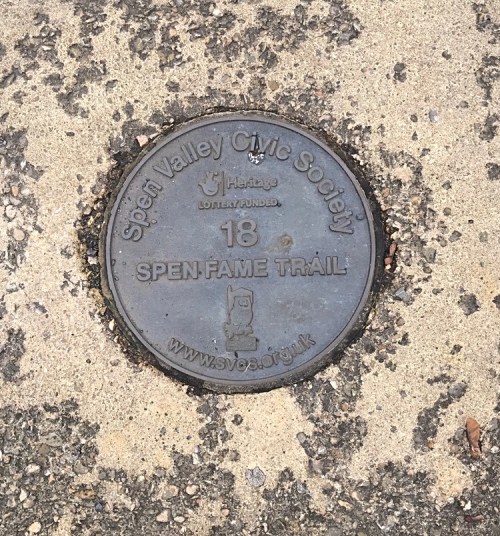 Spen Valley Civic Society
Heritage
LOTTERY FUNDED
18
SPEN FAME TRAIL
www.svcs.org.uk